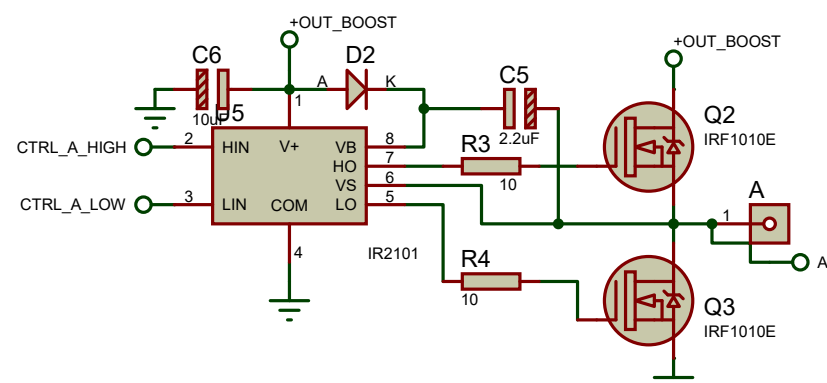 +OUT_BOOST
+OUT_BOOST
C6
D2
A
K
C5
1
10uF
U5
2.2uF
Q2
IRF1010E
CTRL_A_HIGH
2
HIN
V+
VB
8
HO
7
R3
10
VS
6
A
CTRL_A_LOW
3
LIN
COM
LO
5
1
4
IR2101
R4
10
A
Q3
IRF1010E